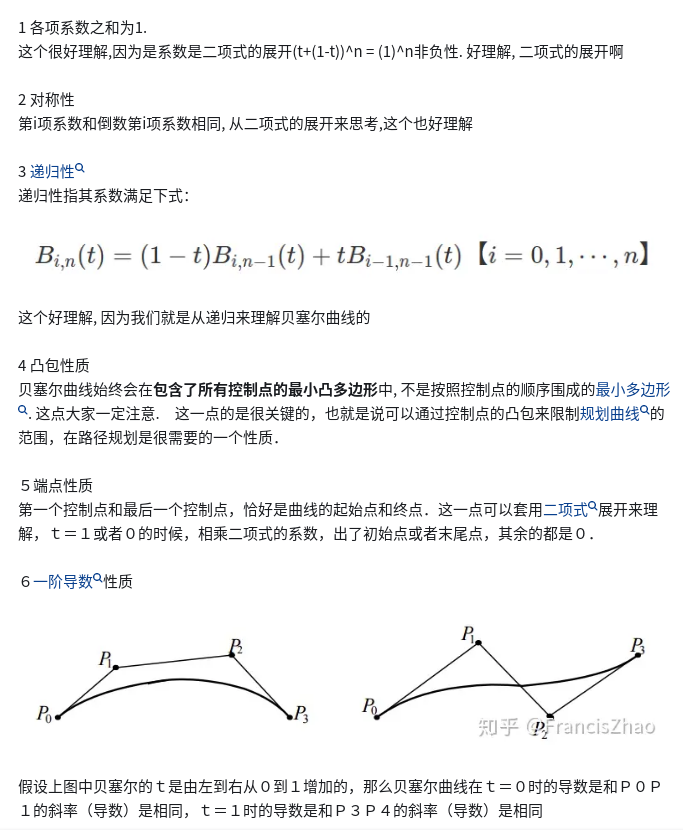 1 各项系数之和为1.
这个很好理解,因为是系数是二项式的展开(t+(1-t))^n = (1)^n非负性. 好理解, 二项式的展开啊
2 对称性
第i项系数和倒数第i项系数相同, 从二项式的展开来思考,这个也好理解
3 递归性
递归性指其系数满足下式：
B_{i,n}(t) = (1 − t)B_{i,n−1}(t) + tB_{i−1,n−1}(t)【i = 0, 1, ⋯ , n】
这个好理解, 因为我们就是从递归来理解贝塞尔曲线的
4 凸包性质
贝塞尔曲线始终会在包含了所有控制点的最小凸多边形中, 不是按照控制点的顺序围成的最小多边形
. 这点大家一定注意.　这一点的是很关键的，也就是说可以通过控制点的凸包来限制规划曲线的
范围，在路径规划是很需要的一个性质．
５端点性质
第一个控制点和最后一个控制点，恰好是曲线的起始点和终点．这一点可以套用二项式展开来理
解，ｔ＝１或者０的时候，相乘二项式的系数，出了初始点或者末尾点，其余的都是０．
６一阶导数性质
P0 P1 P2 P3
P0 P1 P2 P3
知乎 @FrancisZhao
假设上图中贝塞尔的ｔ是由左到右从０到１增加的，那么贝塞尔曲线在ｔ＝０时的导数是和Ｐ０Ｐ
１的斜率（导数）是相同，ｔ＝１时的导数是和Ｐ３Ｐ４的斜率（导数）是相同